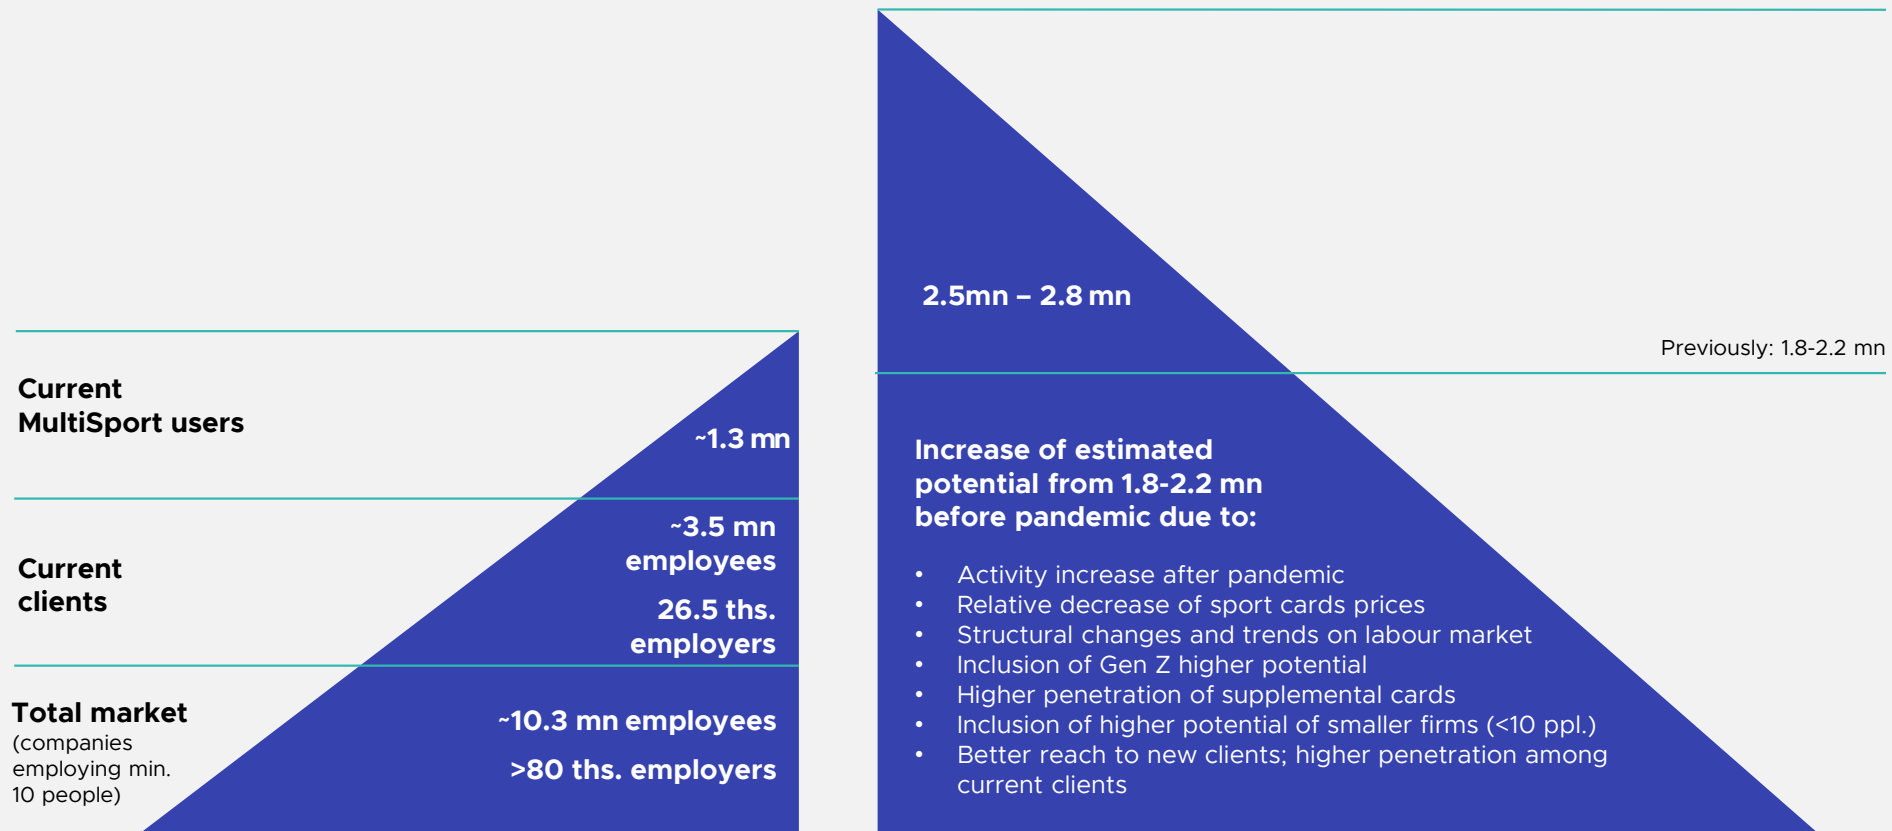 Current
MultiSport users
~1.3 mn
Current
clients
~3.5 mn
employees
26.5 ths.
employers
Total market
(companies
employing min.
10 people)
~10.3 mn employees
>80 ths. employers
2.5mn – 2.8 mn
Previously: 1.8-2.2 mn
Increase of estimated
potential from 1.8-2.2 mn
before pandemic due to:
• Activity increase after pandemic
• Relative decrease of sport cards prices
• Structural changes and trends on labour market
• Inclusion of Gen Z higher potential
• Higher penetration of supplemental cards
• Inclusion of higher potential of smaller firms (<10 ppl.)
• Better reach to new clients; higher penetration among
current clients